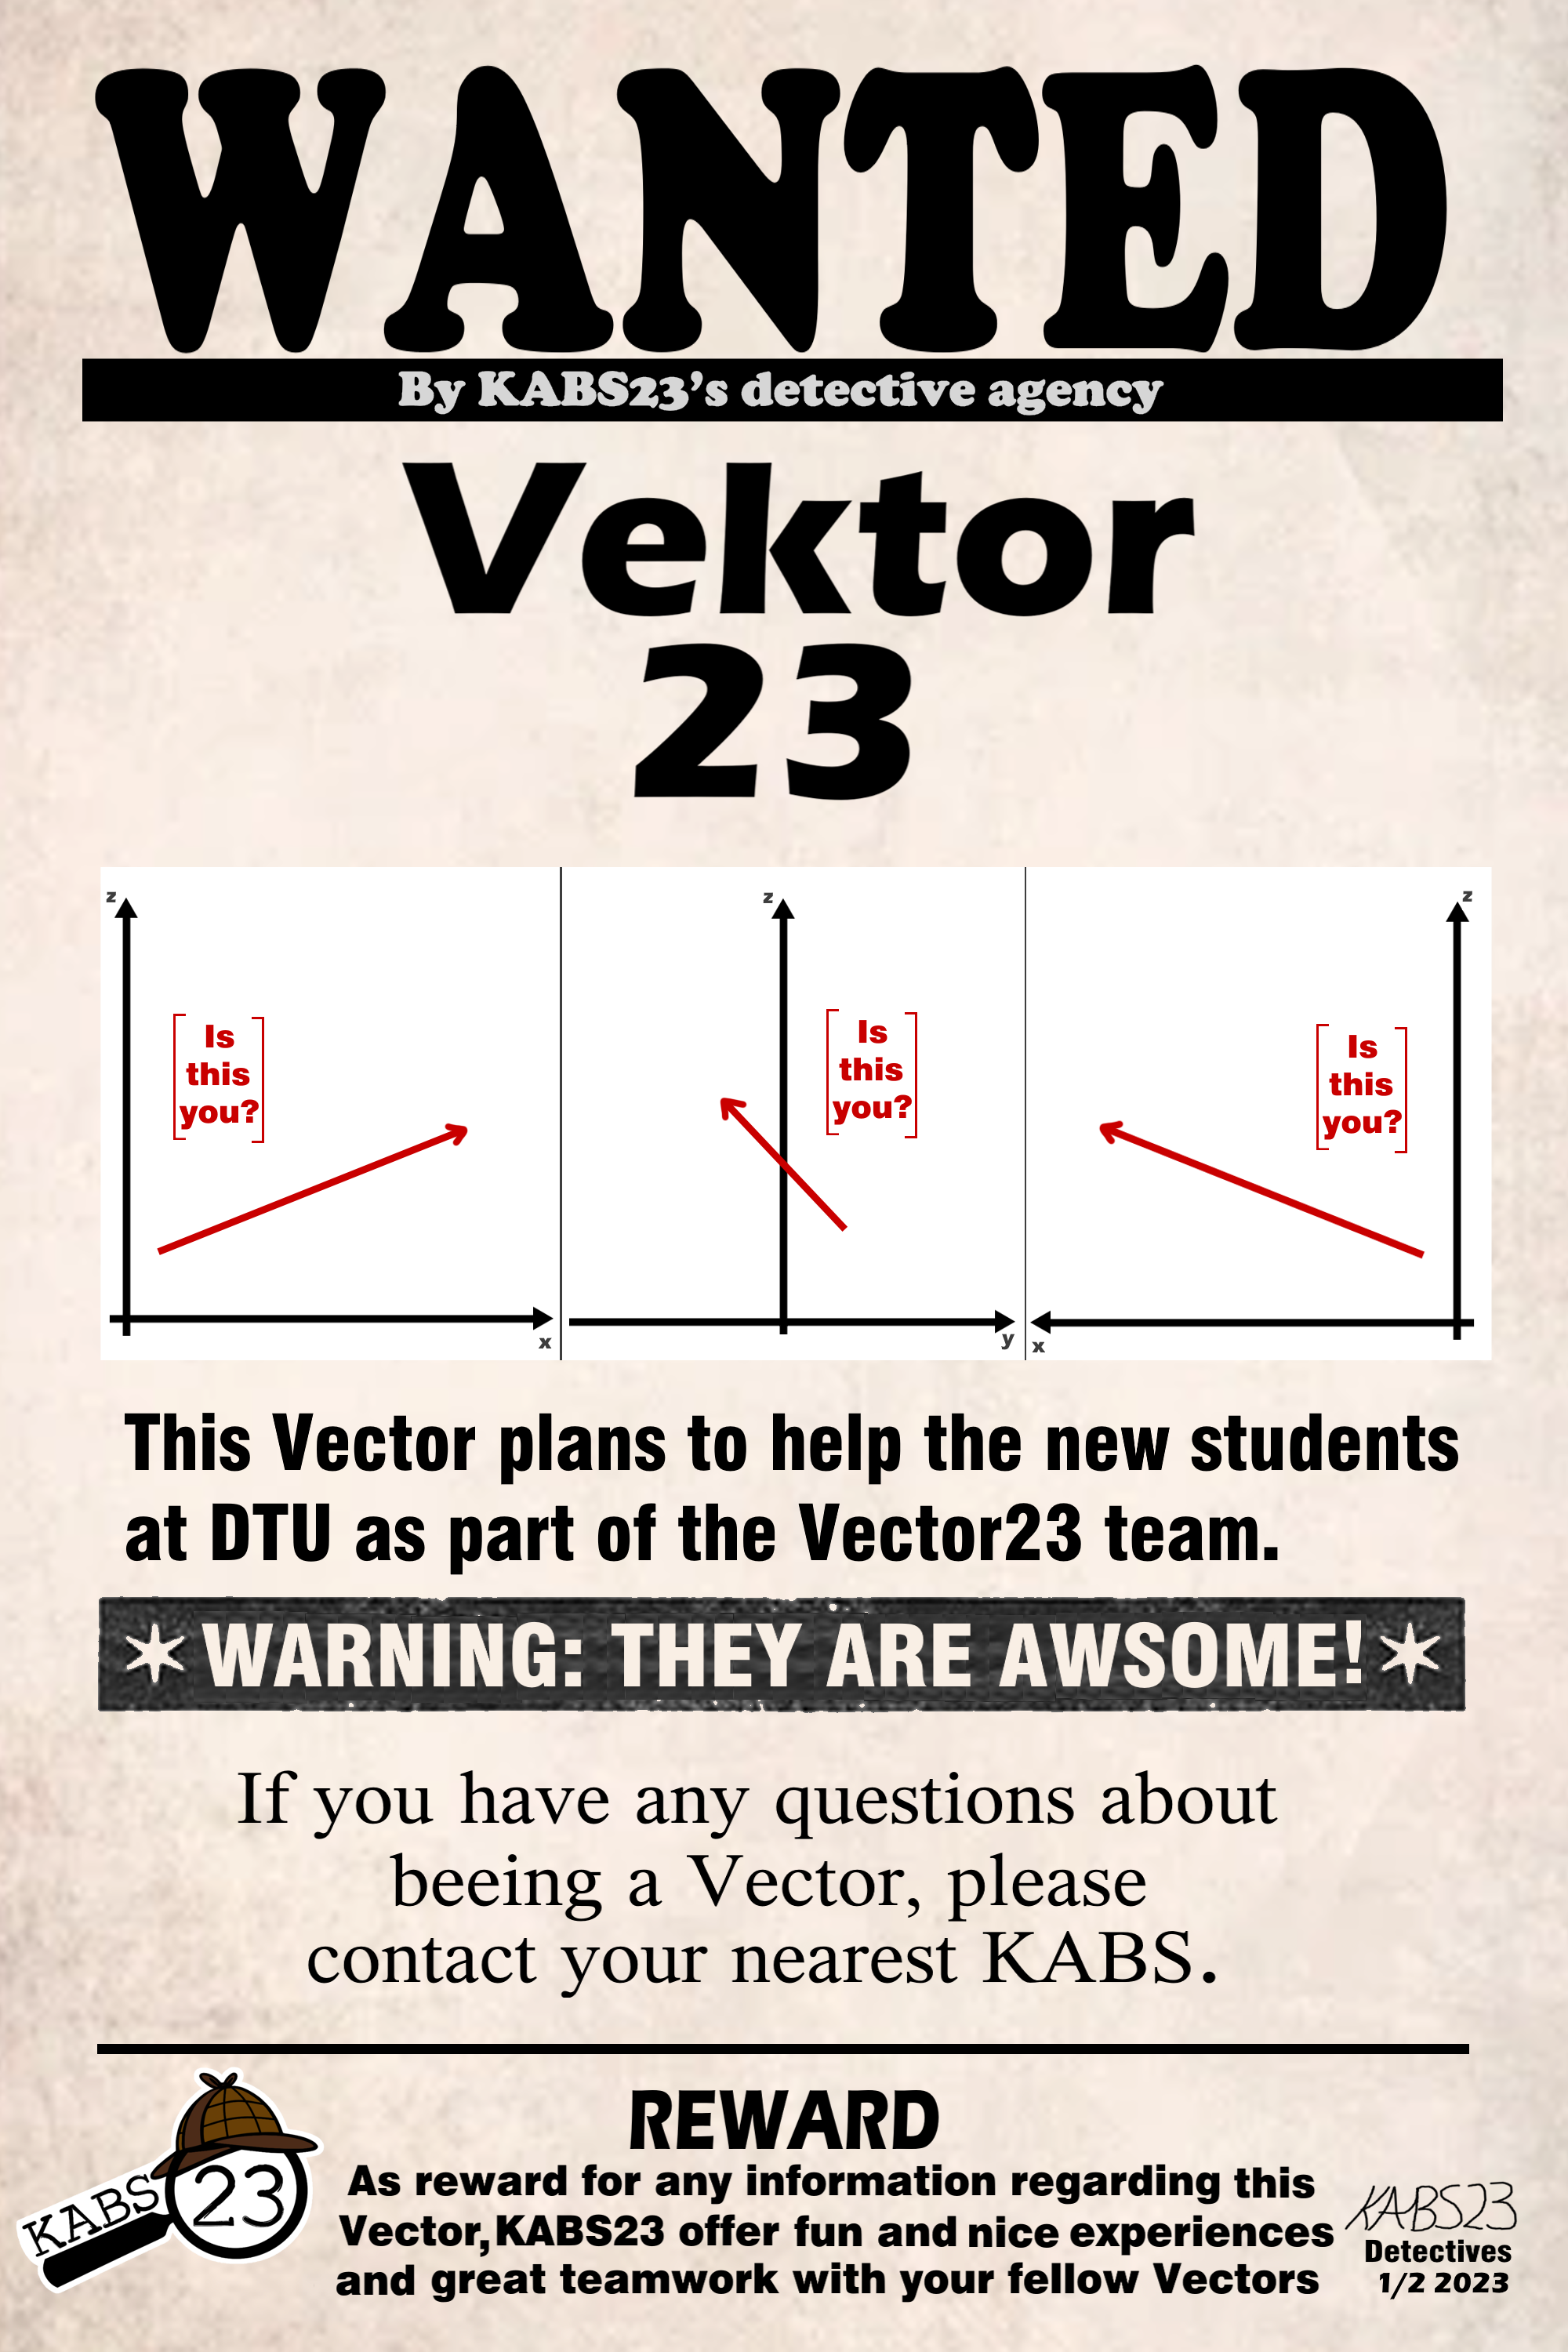 WANTED
By KABS23's detective agency
Vektor
23
z
Is
this
you?
x
z
Is
this
you?
y
z
Is
this
you?
x
This Vector plans to help the new students
at DTU as part of the Vector23 team.
WARNING: THEY ARE AWSOME!
If you have any questions about
beeing a Vector, please
contact your nearest KABS.
KABS 23
REWARD
As reward for any information regarding this
Vector, KABS23 offer fun and nice experiences
and great teamwork with your fellow Vectors
KABS23
Detectives
1/2 2023